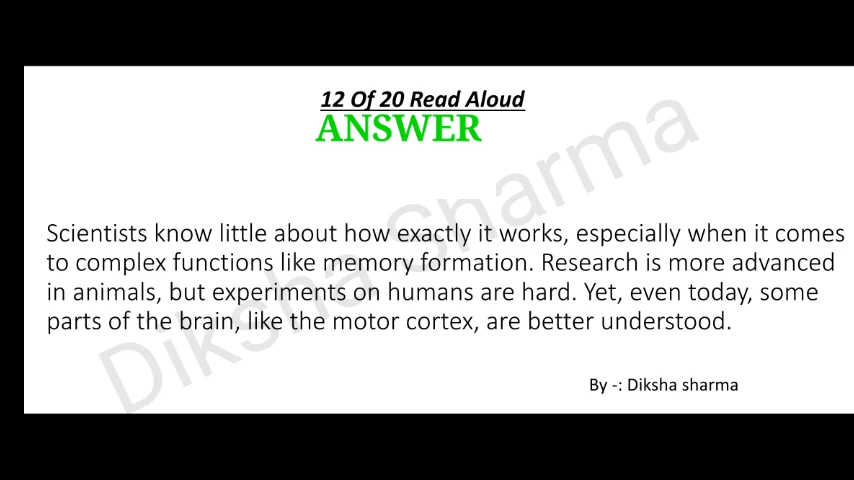 12 Of 20 Read Aloud
ANSWER
Scientists know little about how exactly it works, especially when it comes
to complex functions like memory formation. Research is more advanced
in animals, but experiments on humans are hard. Yet, even today, some
parts of the brain, like the motor cortex, are better understood.
Diksha Sharma
By -: Diksha sharma